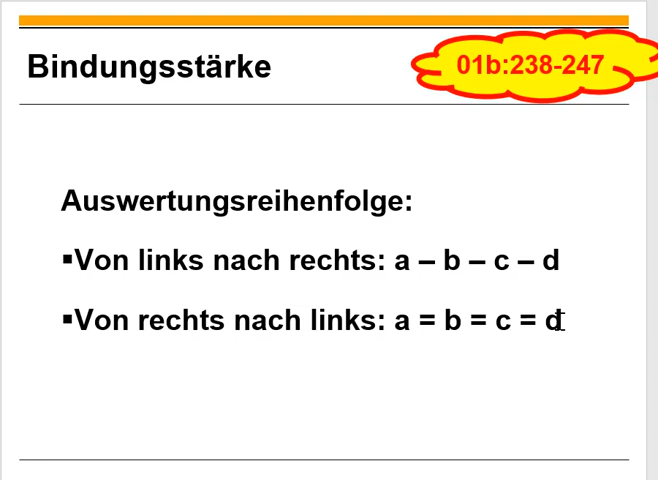 Bindungsstärke
01b:238-247
Auswertungsreihenfolge:
▪Von links nach rechts: a – b – c – d
▪Von rechts nach links: a = b = c = d